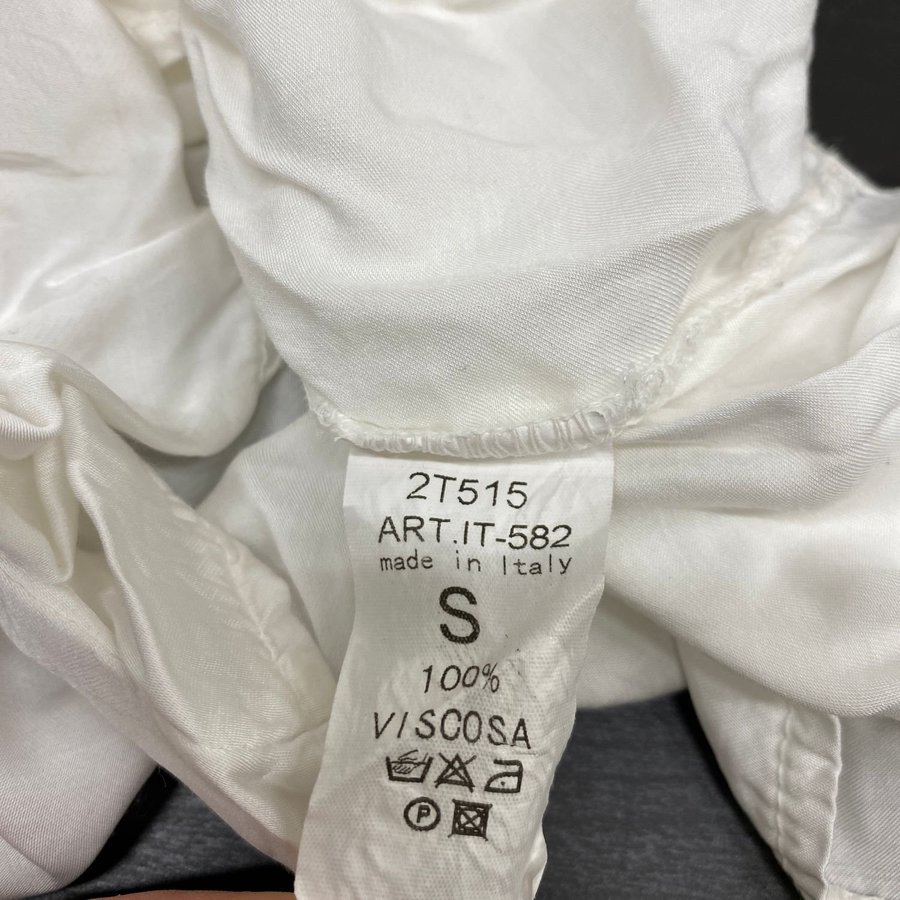 2T515
ART.IT-582
made in Italy
S
100%
VISCOSA
P